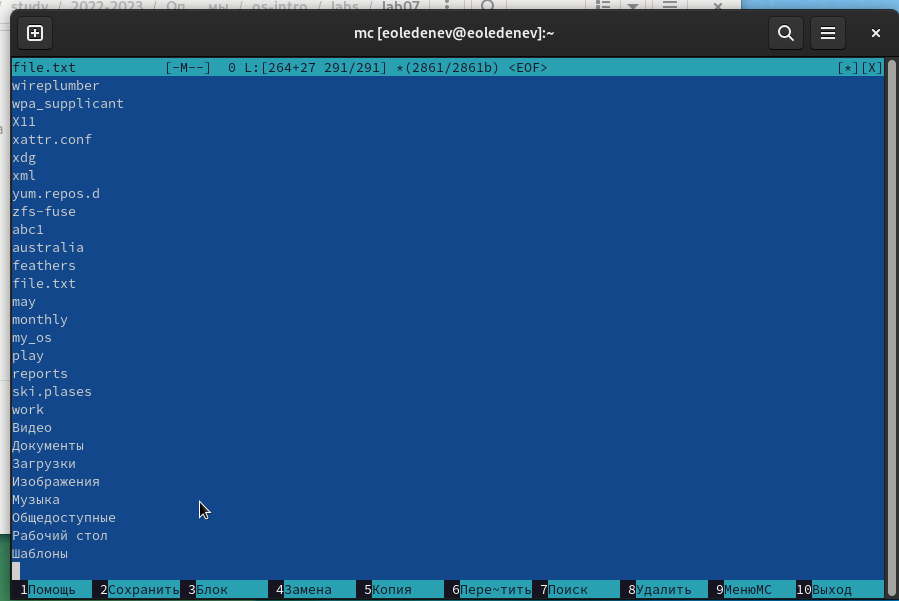 study / 2022-2023 / Оп… мы / os-intro / labs / lab07
mc [eoledenev@eoledenev]:~
file.txt [-M--] 0 L:[264+27 291/291] *(2861/2861b) <EOF> [*][X]
wireplumber
wpa_supplicant
X11
xattr.conf
xdg
xml
yum.repos.d
zfs-fuse
abc1
australia
feathers
file.txt
may
monthly
my_os
play
reports
ski.plases
work
Видео
Документы
Загрузки
Изображения
Музыка
Общедоступные
Рабочий стол
Шаблоны
1Помощь 2Сохранить 3Блок 4Замена 5Копия 6Пере~тить 7Поиск 8Удалить 9МенюMC 10Выход